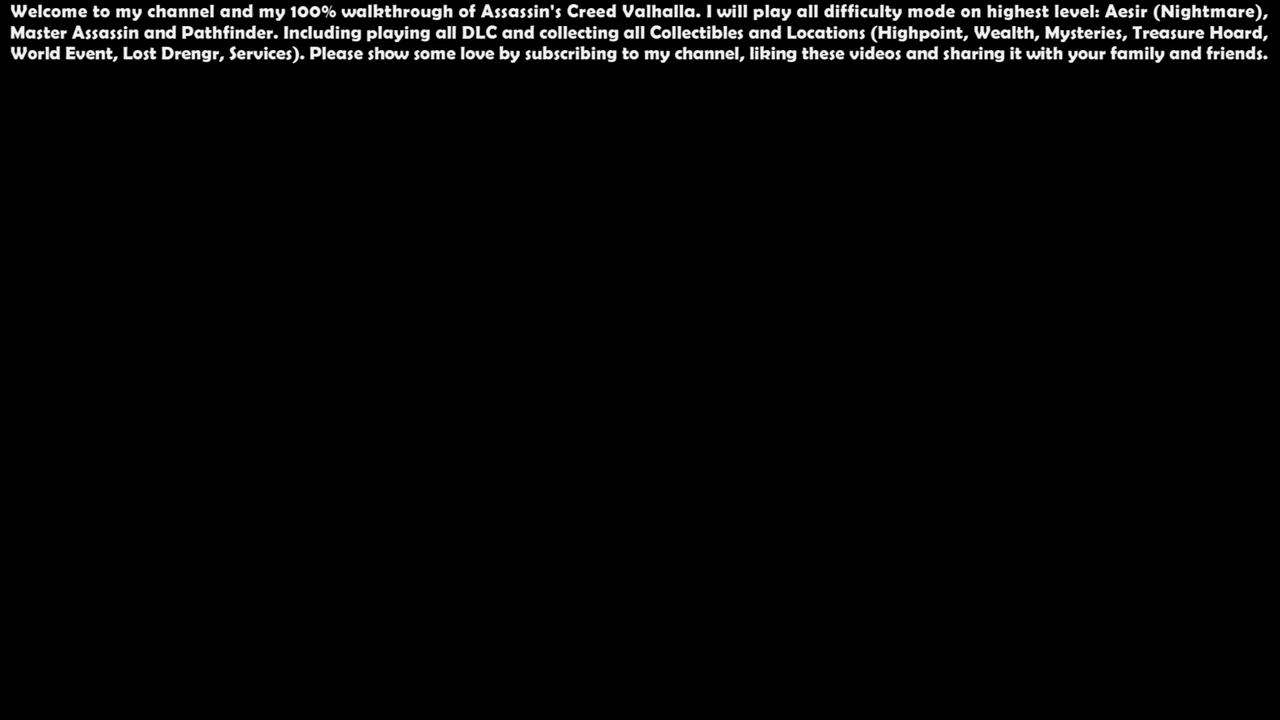 Welcome to my channel and my 100% walkthrough of Assassin's Creed Valhalla. I will play all difficulty mode on highest level: Aesir (Nightmare),
Master Assassin and Pathfinder. Including playing all DLC and collecting all Collectibles and Locations (Highpoint, Wealth, Mysteries, Treasure Hoard,
World Event, Lost Drengr, Services). Please show some love by subscribing to my channel, liking these videos and sharing it with your family and friends.